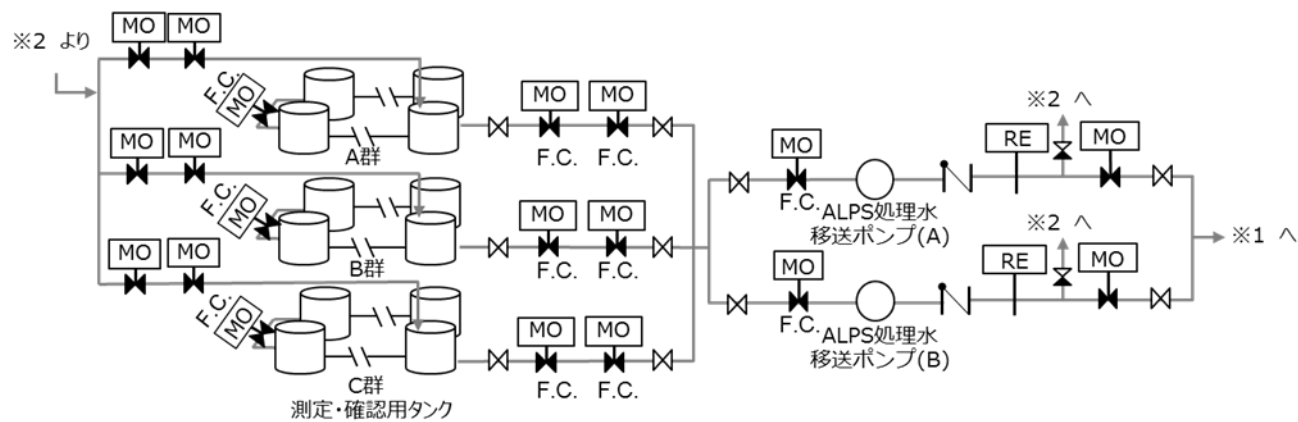 ※2 より
MO MO
F.C.
MO
A群
MO MO
F.C. F.C.
MO MO
F.C.
MO
B群
MO MO
F.C. F.C.
MO MO
F.C.
MO
C群
測定・確認用タンク
MO MO
F.C. F.C.
MO
F.C.
ALPS処理水
移送ポンプ(A)
RE
※2 へ
MO
MO
F.C.
ALPS処理水
移送ポンプ(B)
RE
※2 へ
MO
※1 へ